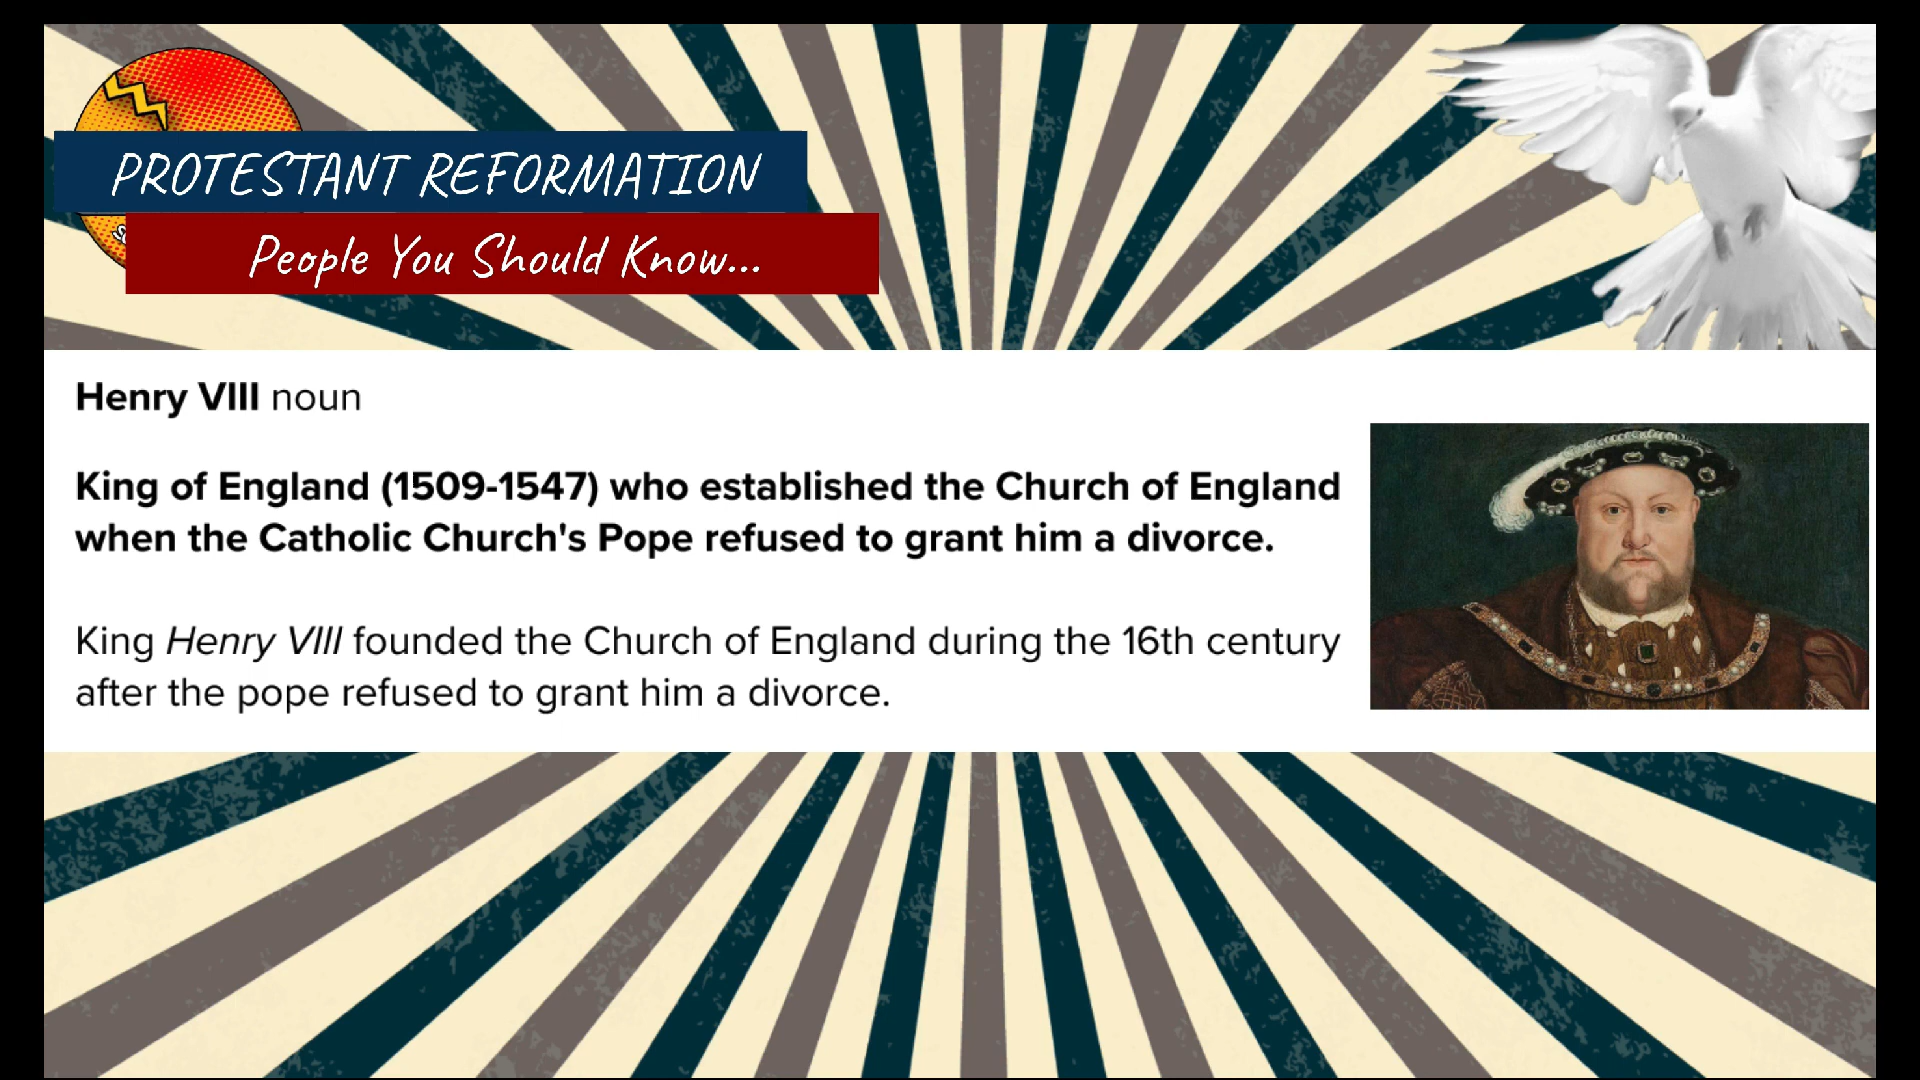 PROTESTANT REFORMATION
People You Should Know...
Henry VIII noun
King of England (1509-1547) who established the Church of England
when the Catholic Church's Pope refused to grant him a divorce.
King Henry VIII founded the Church of England during the 16th century
after the pope refused to grant him a divorce.